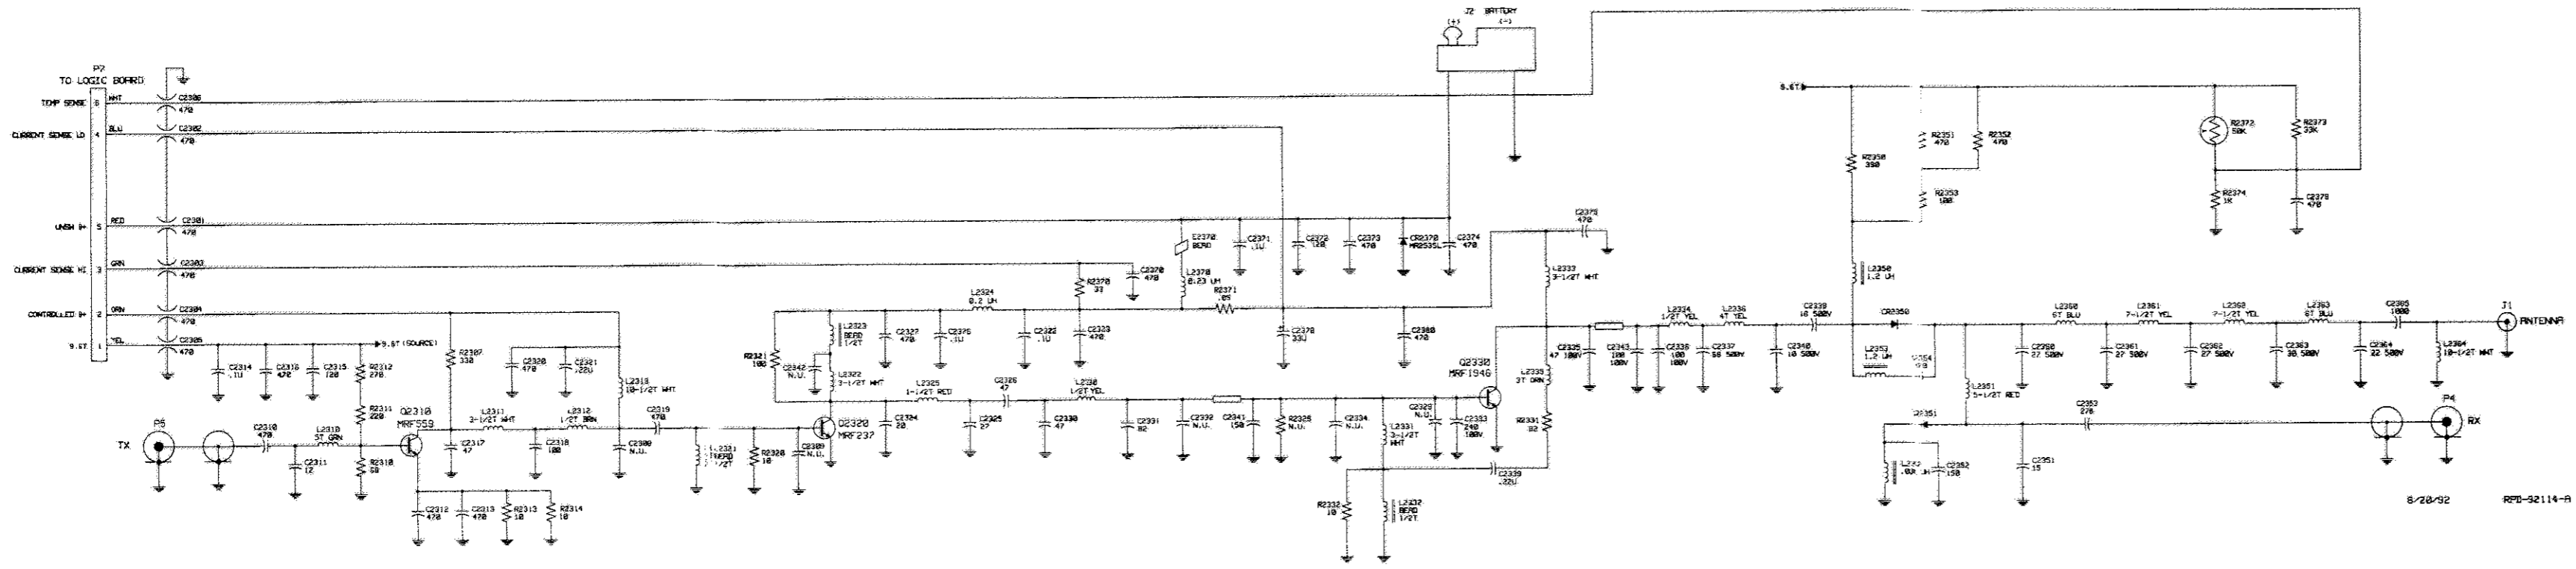 J2 BATTERY
(+) (-)
P7
TO LOGIC BOARD
TEMP SENSE 6 WHT
C2306
470
CURRENT SENSE LO 4 BLU
C2302
470
UNSW B+ 5 RED
C2301
470
CURRENT SENSE HI 3 GRN
C2303
470
CONTROLLED B+ 2 ORN
C2304
470
9.6T 1 YEL
C2305
470
9.6T (SOURCE)
C2314
.1U
C2316
470
C2315
120
R2312
270
R2311
220
R2310
68
TX
P5
C2310
470
C2311
12
L2310
5T GRN
Q2310
MRF559
C2312
470
C2313
470
R2313
10
R2314
10
R2307
330
L2311
3-1/2T WHT
C2317
47
C2318
100
L2312
1/2T BRN
C2320
470
C2321
.22U
L2313
10-1/2T WHT
C2319
470
N.U.
R2320
10
C2309
N.U.
Q2320
MRF237
R2321
100
L2323
BEAD
1/2T
C2342
N.U.
L2322
3-1/2T WHT
C2327
470
C2376
.1U
L2324
0.2 UH
C2322
.1U
C2323
470
R2370
33
C2370
470
E2370
BEAD
L2370
0.23 UH
R2371
.05
C2371
.1U
C2372
120
C2373
470
CR2370
MR2535L
C2374
470
C2378
33U
C2380
470
C2324
20
L2325
1-1/2T RED
C2325
27
C2326
47
C2330
47
L2330
1/2T YEL
C2331
82
C2332
N.U.
C2341
150
R2325
N.U.
C2334
N.U.
L2331
3-1/2T
WHT
C2329
N.U.
C2333
240
100V
Q2330
MRF1946
R2332
10
L2332
BEAD
1/2T
C2339
.22U
R2331
82
L2335
3T ORN
L2333
3-1/2T WHT
C2375
470
C2335
47 100V
C2343
100
100V
C2336
100
100V
L2334
1/2T YEL
C2337
56 500V
L2336
4T YEL
C2340
10 500V
9.6T
R2350
390
R2351
470
R2352
470
R2353
100
L2350
1.2 UH
CR2350
L2353
1.2 UH
R2372
50K
R2373
33K
R2374
1K
C2379
470
L2351
5-1/2T RED
C2352
150
C2351
15
C2353
270
C2360
22 500V
L2360
6T BLU
C2361
27 500V
L2361
7-1/2T YEL
C2362
27 500V
L2362
7-1/2T YEL
C2363
30 500V
L2363
6T BLU
C2364
22 500V
C2365
1000
L2364
10-1/2T WHT
J1
ANTENNA
P4
RX
8/20/92 RPD-92114-A